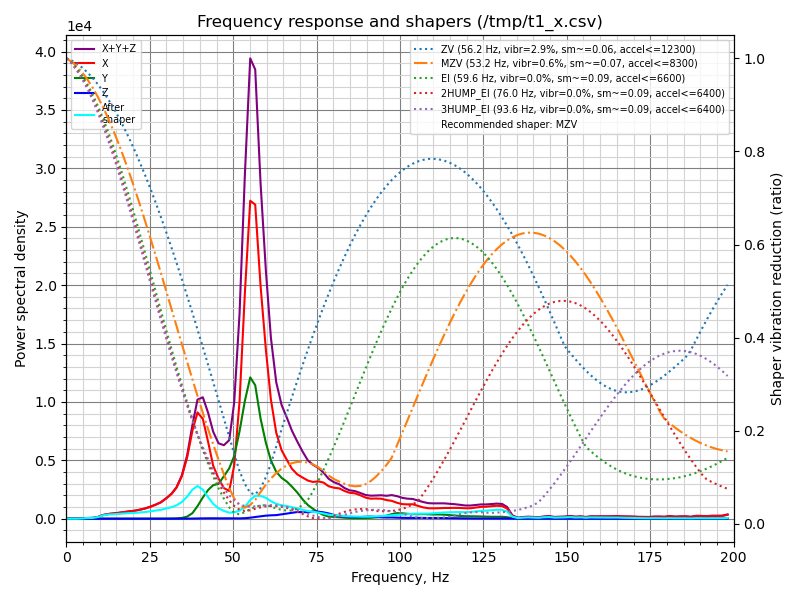 Frequency response and shapers (/tmp/t1_x.csv)
1e4
X+Y+Z
X
Y
Z
After
shaper
ZV (56.2 Hz, vibr=2.9%, sm~=0.06, accel<=12300)
MZV (53.2 Hz, vibr=0.6%, sm~=0.07, accel<=8300)
EI (59.6 Hz, vibr=0.0%, sm~=0.09, accel<=6600)
2HUMP_EI (76.0 Hz, vibr=0.0%, sm~=0.09, accel<=6400)
3HUMP_EI (93.6 Hz, vibr=0.0%, sm~=0.09, accel<=6400)
Recommended shaper: MZV
Power spectral density
4.0
3.5
3.0
2.5
2.0
1.5
1.0
0.5
0.0
1.0
0.8
0.6
0.4
0.2
0.0
Shaper vibration reduction (ratio)
0 25 50 75 100 125 150 175 200
Frequency, Hz